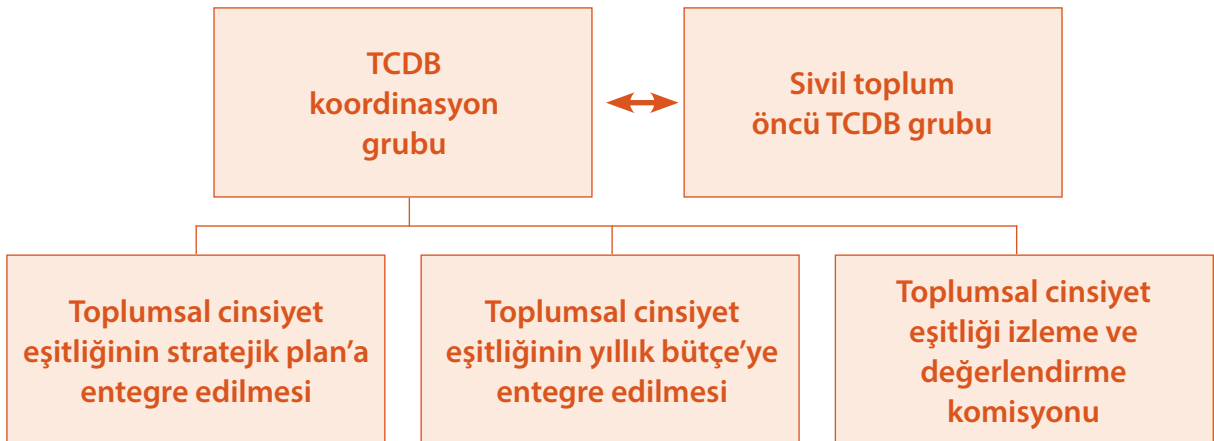 TCDB
koordinasyon
grubu
Sivil toplum
öncü TCDB grubu
Toplumsal cinsiyet
eşitliğinin stratejik plan’a
entegre edilmesi
Toplumsal cinsiyet
eşitliğinin yıllık bütçe’ye
entegre edilmesi
Toplumsal cinsiyet
eşitliği izleme ve
değerlendirme
komisyonu